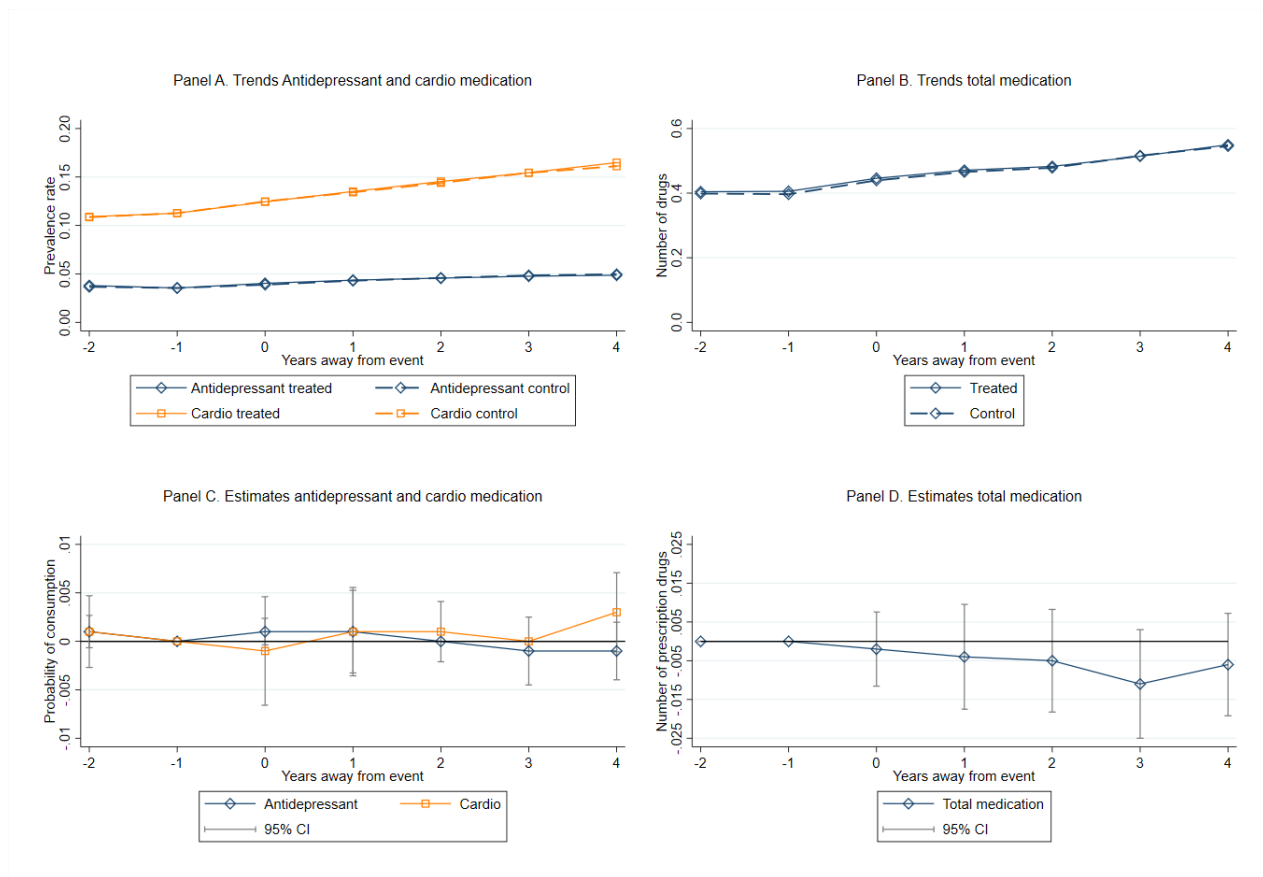 Panel A. Trends Antidepressant and cardio medication
Prevalence rate
0.20
0.15
0.10
0.05
0.00
-2 -1 0 1 2 3 4
Years away from event
Antidepressant treated Antidepressant control
Cardio treated Cardio control
Panel B. Trends total medication
Number of drugs
0.6
0.4
0.2
0.0
-2 -1 0 1 2 3 4
Years away from event
Treated
Control
Panel C. Estimates antidepressant and cardio medication
Probability of consumption
.01
.005
0
-.005
-.01
-2 -1 0 1 2 3 4
Years away from event
Antidepressant Cardio
95% CI
Panel D. Estimates total medication
Number of prescription drugs
.025
.015
.005
-.005
-.015
-.025
-2 -1 0 1 2 3 4
Years away from event
Total medication
95% CI